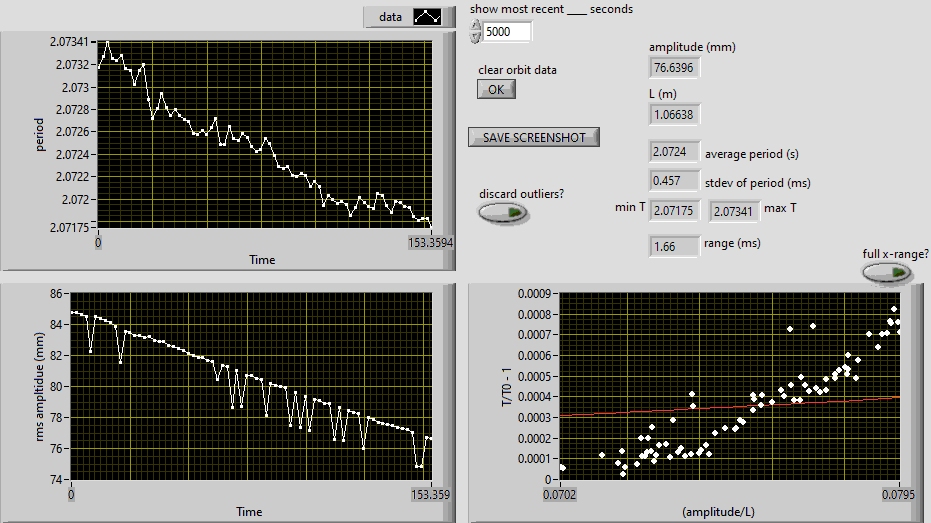 data
2.07341
2.0732
2.073
2.0728
2.0726
2.0724
2.0722
2.072
2.07175
period
0
153.3594
Time
show most recent ____ seconds
5000
clear orbit data
OK
SAVE SCREENSHOT
discard outliers?
amplitude (mm)
76.6396
L (m)
1.06638
2.0724 average period (s)
0.457 stdev of period (ms)
min T 2.07175 2.07341 max T
1.66 range (ms)
full x-range?
86
84
82
80
78
76
74
rms ampltidue (mm)
0
153.359
Time
0.0009
0.0008
0.0007
0.0006
0.0005
0.0004
0.0003
0.0002
0.0001
0
T/T0 - 1
0.0702
0.0795
(amplitude/L)